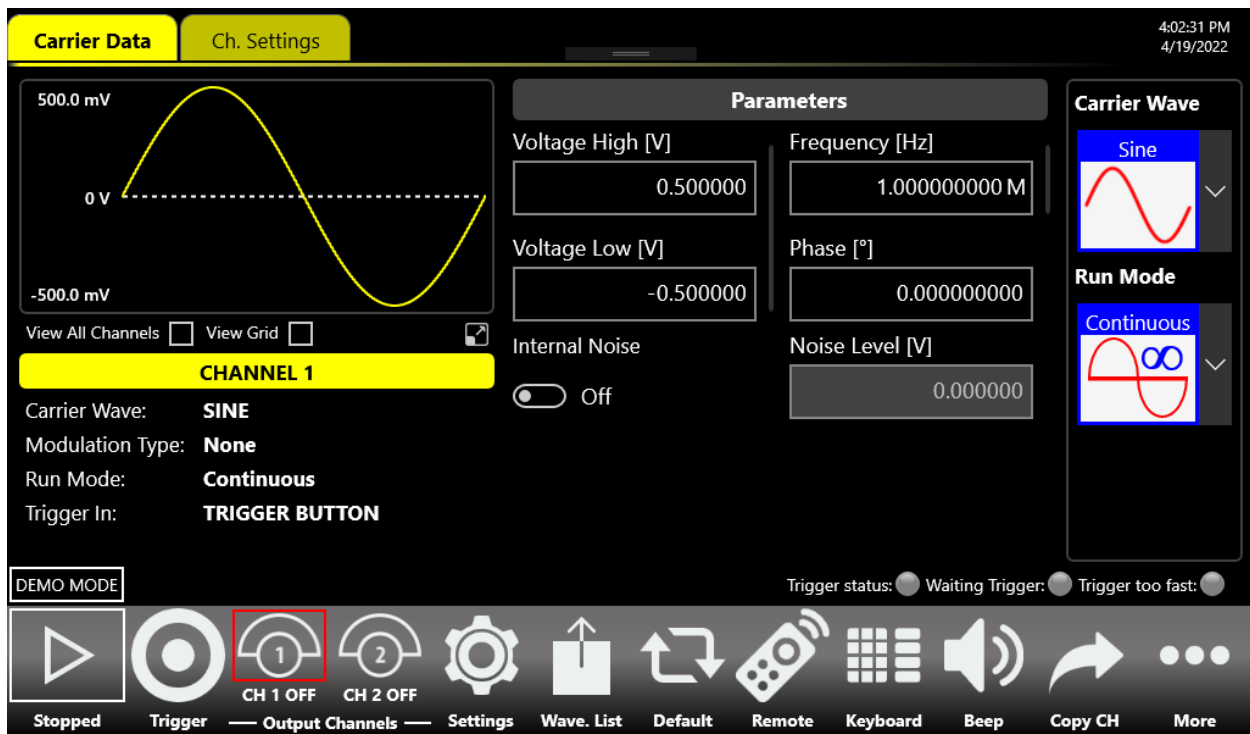 Carrier Data
Ch. Settings
4:02:31 PM
4/19/2022
500.0 mV
0 V
-500.0 mV
View All Channels
View Grid
CHANNEL 1
Carrier Wave: SINE
Modulation Type: None
Run Mode: Continuous
Trigger In: TRIGGER BUTTON
Parameters
Voltage High [V]
0.500000
Frequency [Hz]
1.000000000 M
Voltage Low [V]
-0.500000
Phase [°]
0.000000000
Internal Noise
Off
Noise Level [V]
0.000000
Carrier Wave
Sine
Run Mode
Continuous
DEMO MODE
Trigger status: Waiting Trigger: Trigger too fast:
1
2
CH 1 OFF
CH 2 OFF
Stopped
Trigger
Output Channels
Settings
Wave. List
Default
Remote
Keyboard
Beep
Copy CH
More